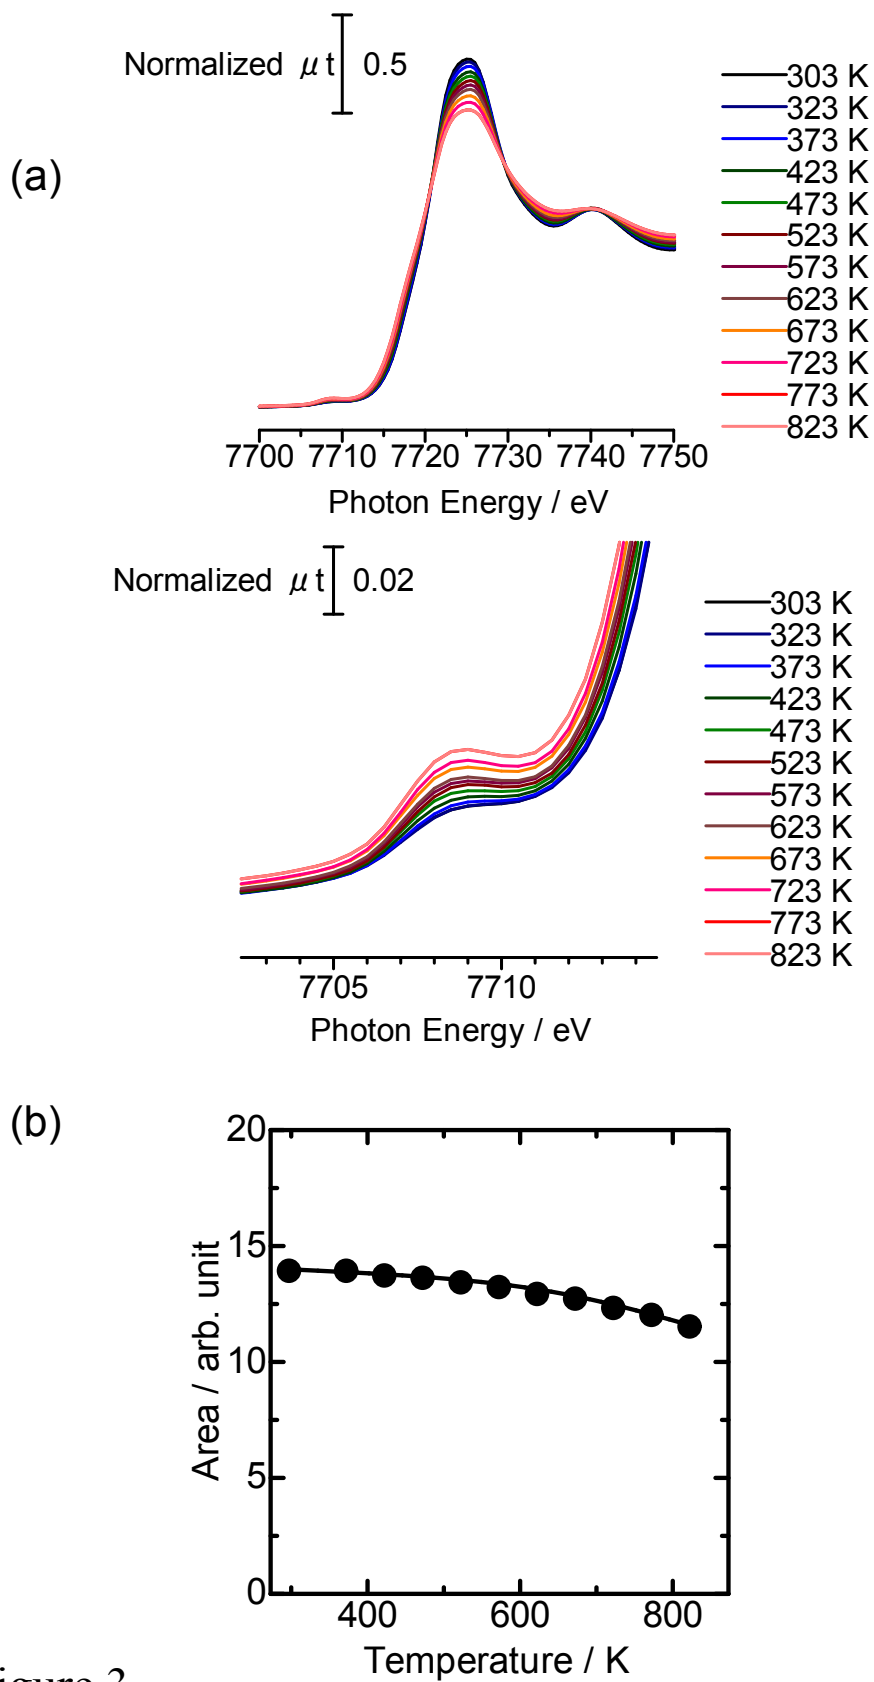 Normalized μt 0.5
(a)
303 K
323 K
373 K
423 K
473 K
523 K
573 K
623 K
673 K
723 K
773 K
823 K
7700 7710 7720 7730 7740 7750
Photon Energy / eV
Normalized μt 0.02
303 K
323 K
373 K
423 K
473 K
523 K
573 K
623 K
673 K
723 K
773 K
823 K
7705 7710
Photon Energy / eV
(b)
20
15
10
5
0
Area / arb. unit
400 600 800
Temperature / K